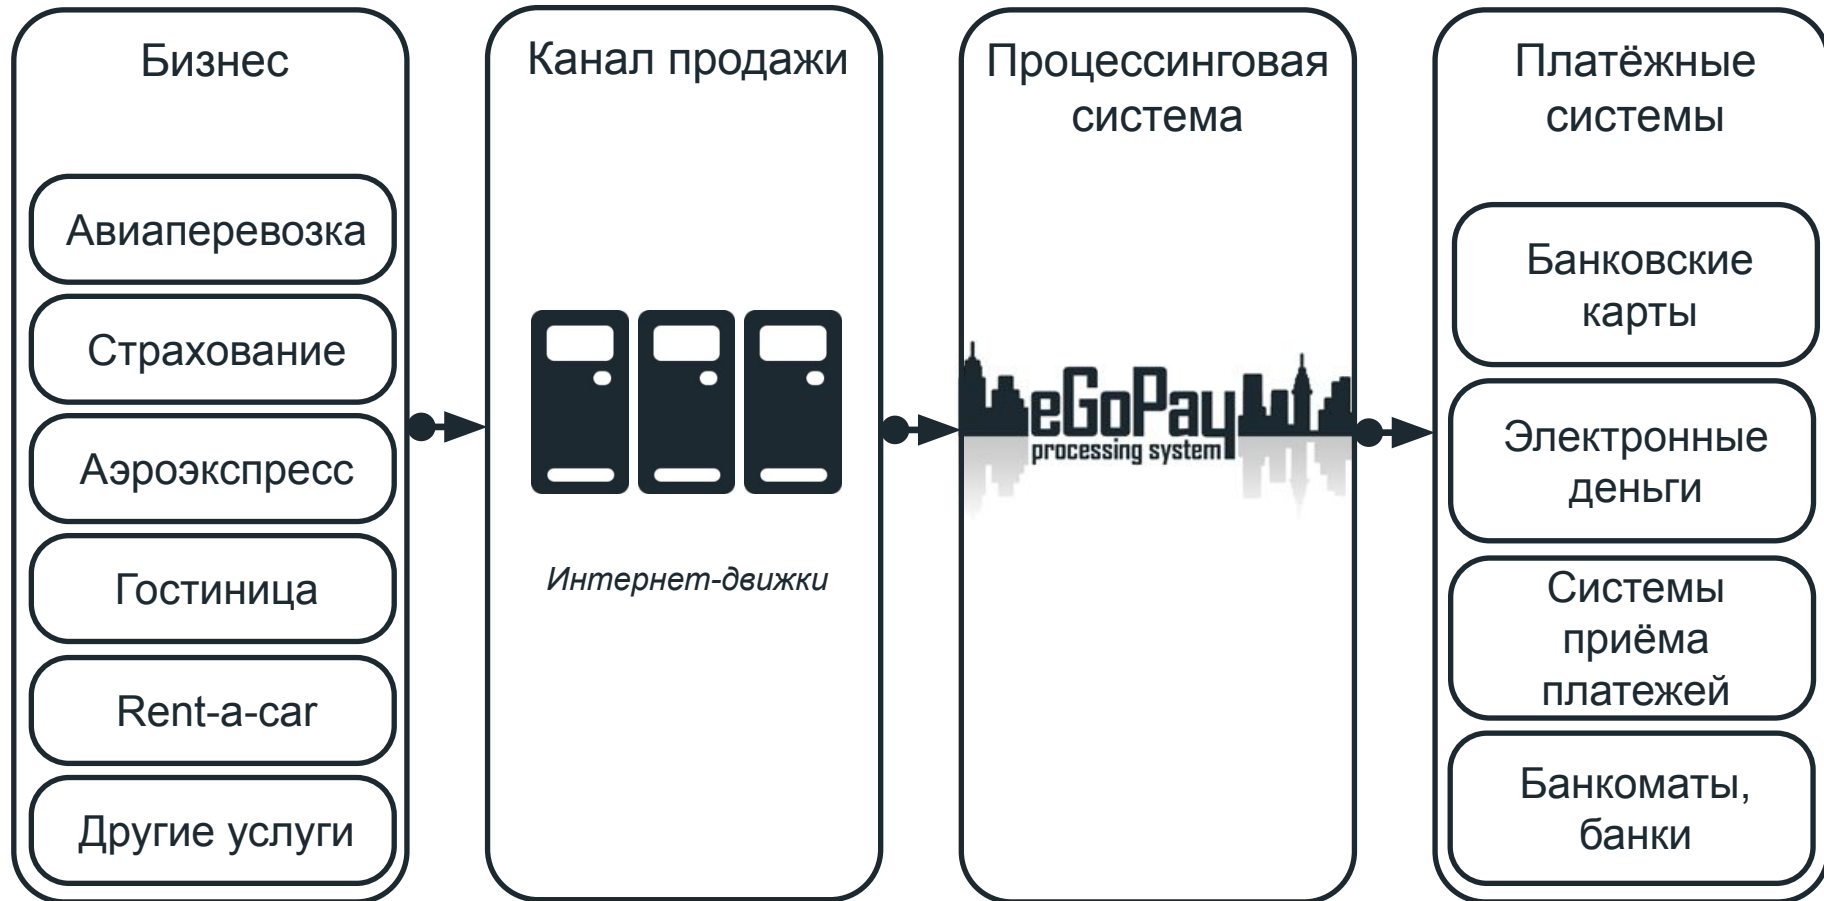 Бизнес
Авиаперевозка
Страхование
Аэроэкспресс
Гостиница
Rent-a-car
Другие услуги
Канал продажи
Интернет-движки
Процессинговая
система
eGoPay
processing system
Платёжные
системы
Банковские
карты
Электронные
деньги
Системы
приёма
платежей
Банкоматы,
банки